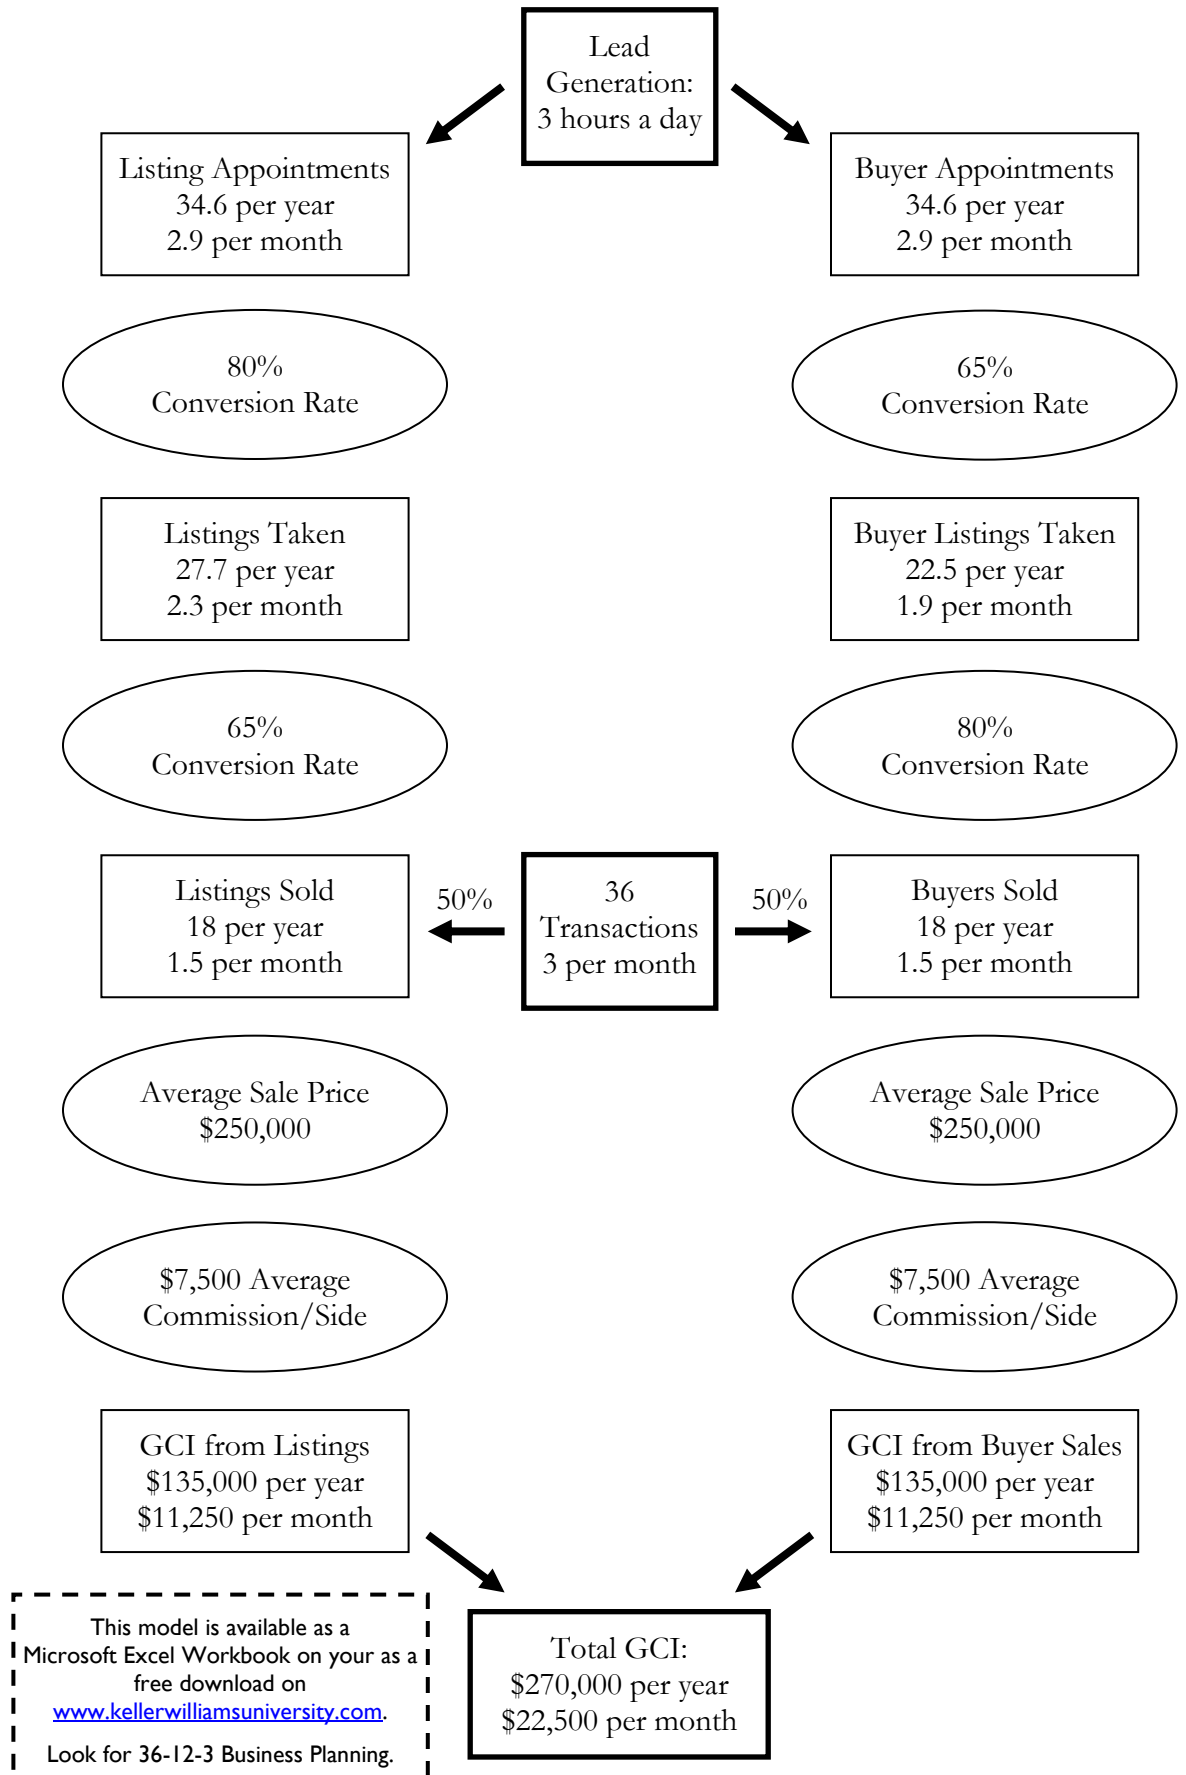 Lead
Generation:
3 hours a day
Listing Appointments
34.6 per year
2.9 per month
Buyer Appointments
34.6 per year
2.9 per month
80%
Conversion Rate
65%
Conversion Rate
Listings Taken
27.7 per year
2.3 per month
Buyer Listings Taken
22.5 per year
1.9 per month
65%
Conversion Rate
80%
Conversion Rate
Listings Sold
18 per year
1.5 per month
50%
36
Transactions
3 per month
50%
Buyers Sold
18 per year
1.5 per month
Average Sale Price
$250,000
Average Sale Price
$250,000
$7,500 Average
Commission/Side
$7,500 Average
Commission/Side
GCI from Listings
$135,000 per year
$11,250 per month
GCI from Buyer Sales
$135,000 per year
$11,250 per month
This model is available as a
Microsoft Excel Workbook on your as a
free download on
www.kellerwilliamsuniversity.com.
Look for 36-12-3 Business Planning.
Total GCI:
$270,000 per year
$22,500 per month